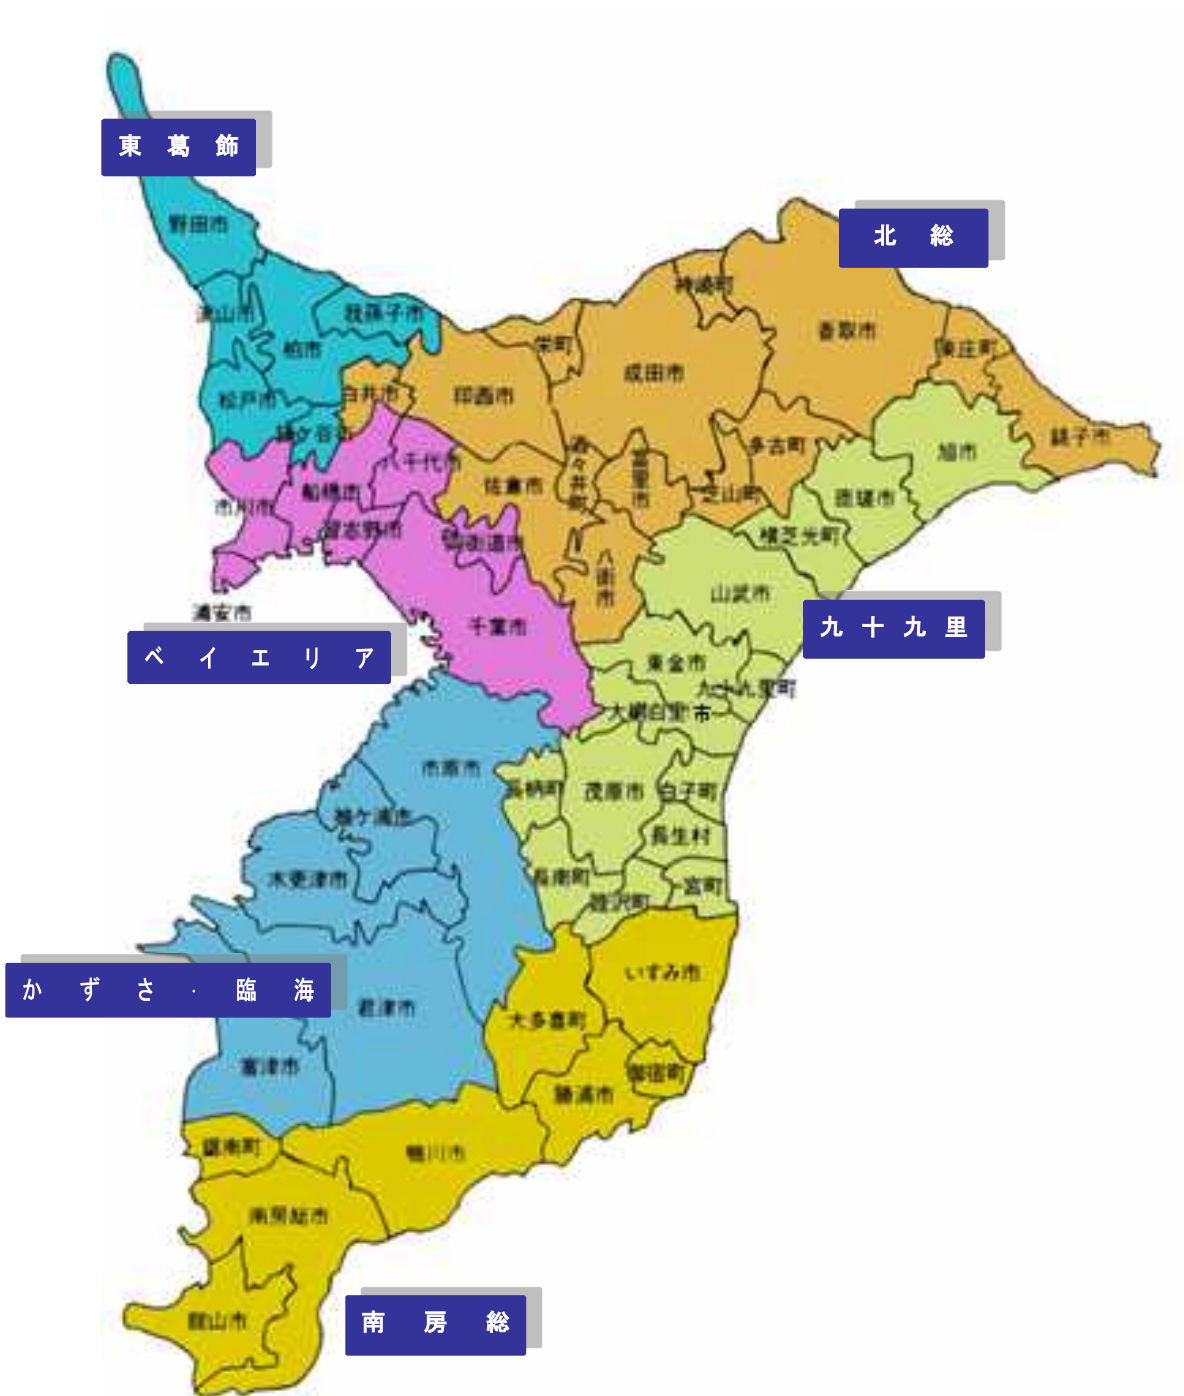 東葛飾
野田市
北総
神崎町
流山市
我孫子市
香取市
柏市
栄町
東庄町
成田市
松戸市
白井市
印西市
鎌ケ谷市
銚子市
多古町
旭市
八千代市
酒々井町
富里市
佐倉市
船橋市
芝山町
匝瑳市
市川市
習志野市
四街道市
横芝光町
八街市
山武市
浦安市
千葉市
九十九里
ベイエリア
東金市
九十九里町
大網白里市
市原市
長柄町
茂原市
白子町
袖ケ浦市
長生村
木更津市
長南町
一宮町
睦沢町
いすみ市
かずさ・臨海
君津市
大多喜町
富津市
御宿町
勝浦市
鋸南町
鴨川市
南房総市
館山市
南房総